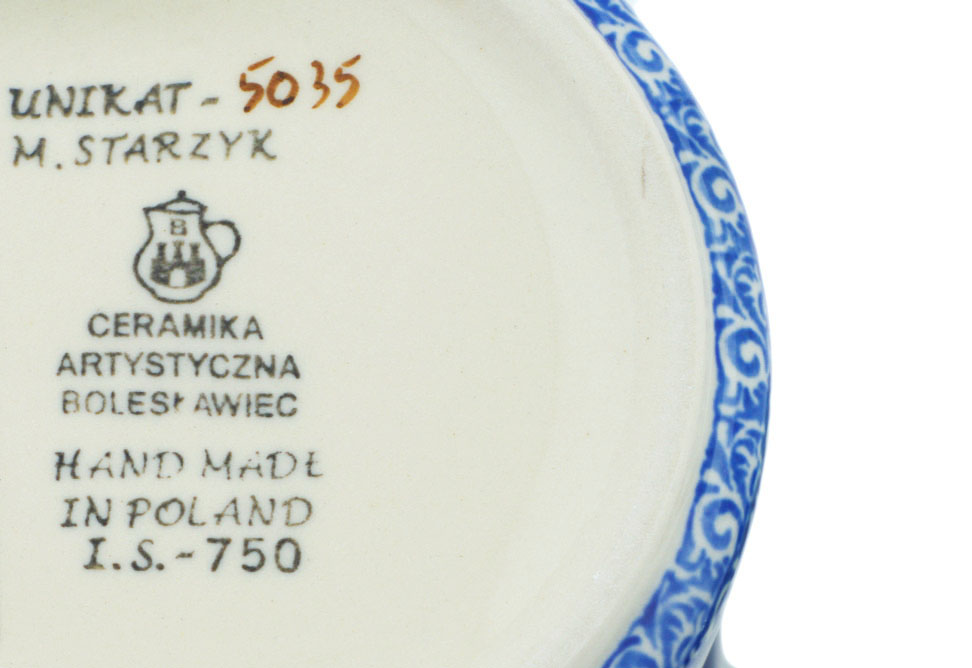 UNIKAT - 5035
M. STARZYK
B
CERAMIKA
ARTYSTYCZNA
BOLESŁAWIEC
HAND MADE
IN POLAND
I.S.-750